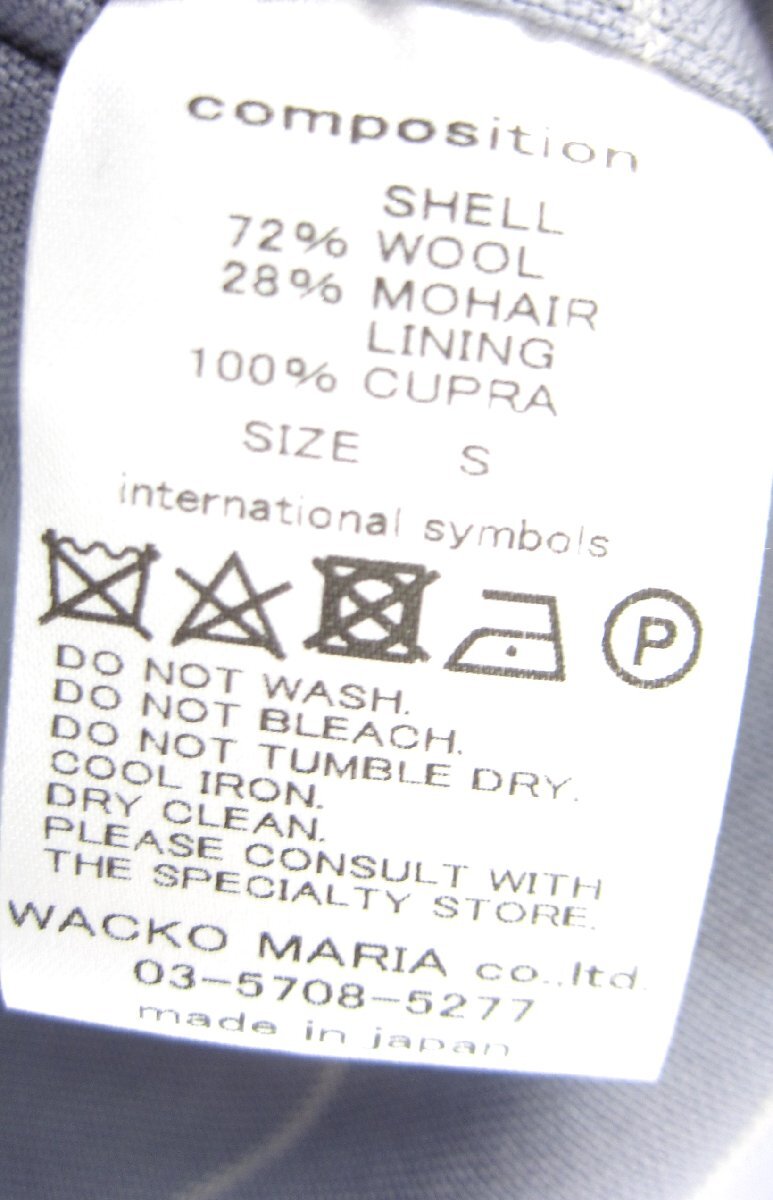 composition
SHELL
72% WOOL
28% MOHAIR
LINING
100% CUPRA
SIZE S
international symbols
P
DO NOT WASH.
DO NOT BLEACH.
DO NOT TUMBLE DRY.
COOL IRON.
DRY CLEAN.
PLEASE CONSULT WITH
THE SPECIALTY STORE.
WACKO MARIA co.,ltd.
03-5708-5277
made in japan